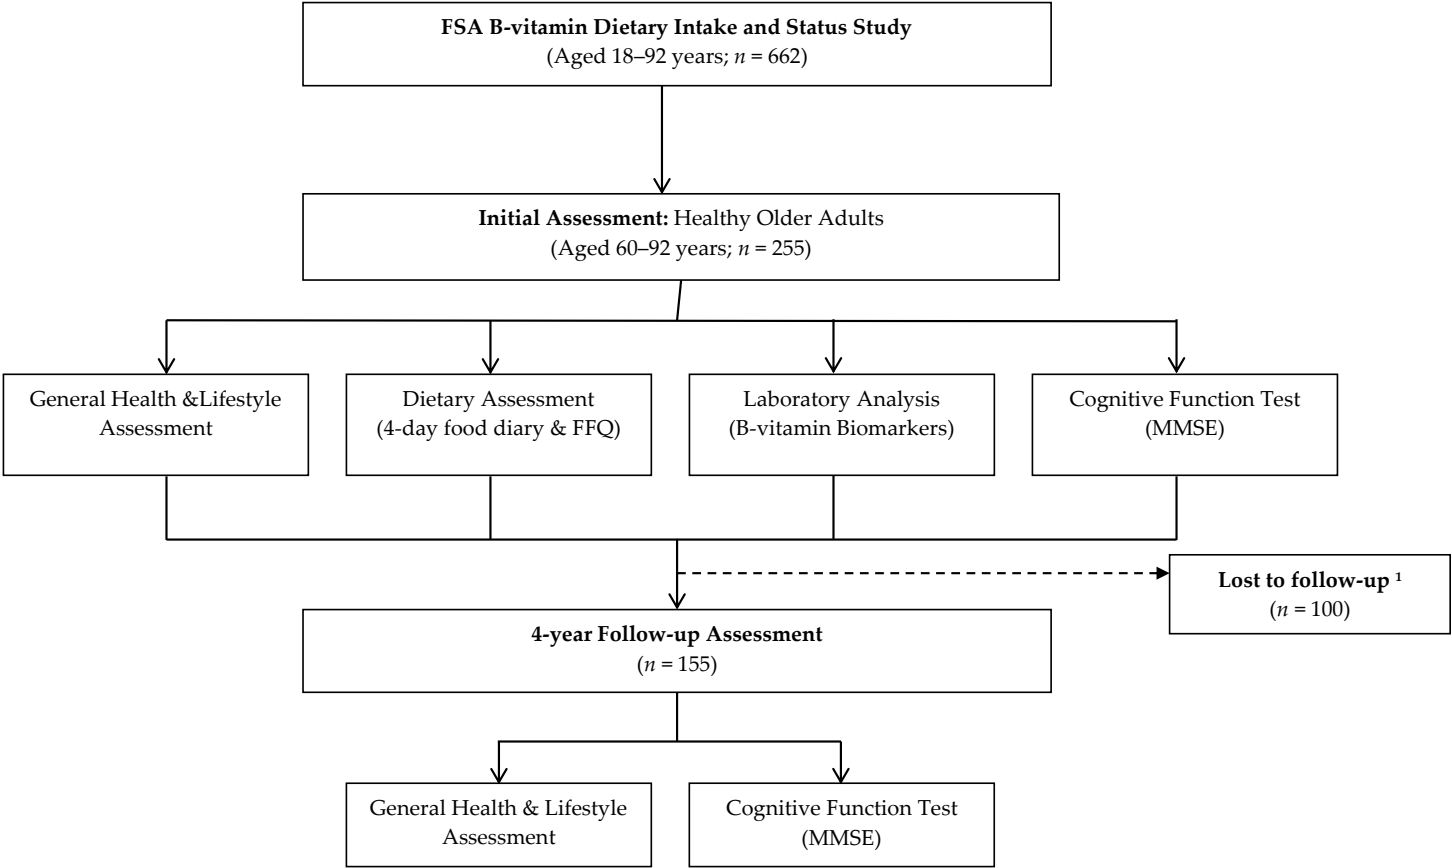 FSA B-vitamin Dietary Intake and Status Study
(Aged 18–92 years; n = 662)
Initial Assessment: Healthy Older Adults
(Aged 60–92 years; n = 255)
General Health &Lifestyle
Assessment
Dietary Assessment
(4-day food diary & FFQ)
Laboratory Analysis
(B-vitamin Biomarkers)
Cognitive Function Test
(MMSE)
Lost to follow-up ¹
(n = 100)
4-year Follow-up Assessment
(n = 155)
General Health & Lifestyle
Assessment
Cognitive Function Test
(MMSE)